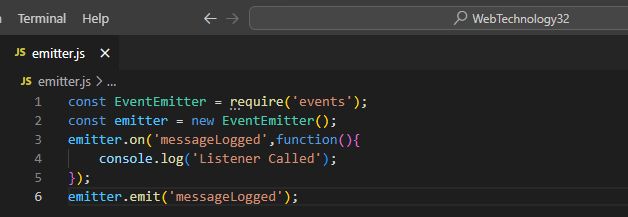 Terminal Help WebTechnology32
JS emitter.js
JS emitter.js > ...
1 const EventEmitter = require('events');
2 const emitter = new EventEmitter();
3 emitter.on('messageLogged',function(){
4 console.log('Listener Called');
5 });
6 emitter.emit('messageLogged');